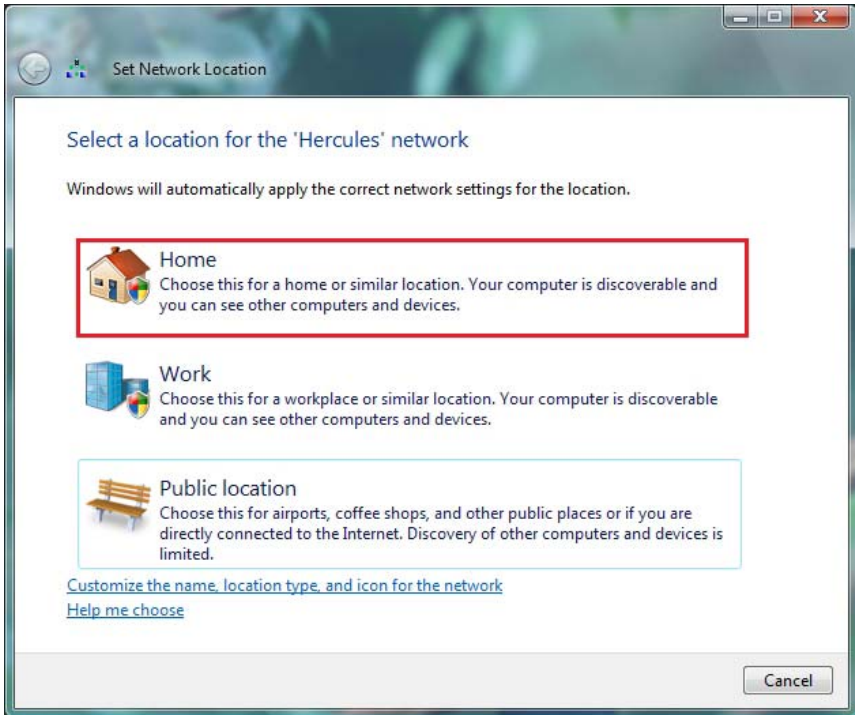 Set Network Location
Select a location for the 'Hercules' network
Windows will automatically apply the correct network settings for the location.
Home
Choose this for a home or similar location. Your computer is discoverable and
you can see other computers and devices.
Work
Choose this for a workplace or similar location. Your computer is discoverable
and you can see other computers and devices.
Public location
Choose this for airports, coffee shops, and other public places or if you are
directly connected to the Internet. Discovery of other computers and devices is
limited.
Customize the name, location type, and icon for the network
Help me choose
Cancel